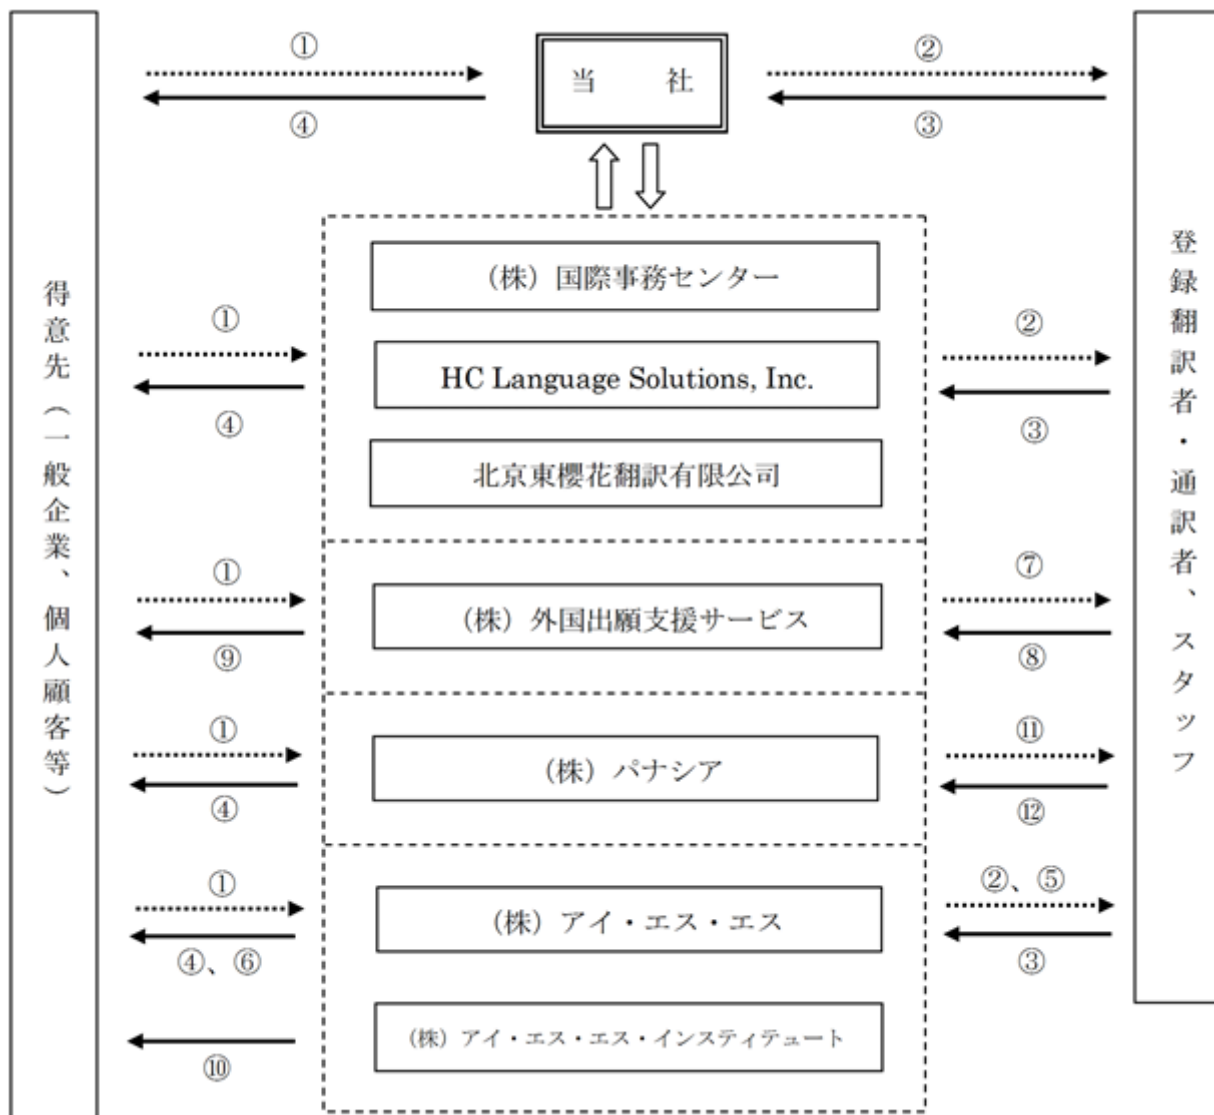 ① ②
当　社
④ ③
(株) 国際事務センター
① ②
HC Language Solutions, Inc.
④ ③
北京東櫻花翻訳有限公司
① ⑦
(株) 外国出願支援サービス
⑨ ⑧
① ⑪
(株) パナシア
④ ⑫
① ②、⑤
(株) アイ・エス・エス
④、⑥ ③
(株) アイ・エス・エス・インスティテュート
⑩
得意先（一般企業、個人顧客等）
登録翻訳者・通訳者、スタッフ